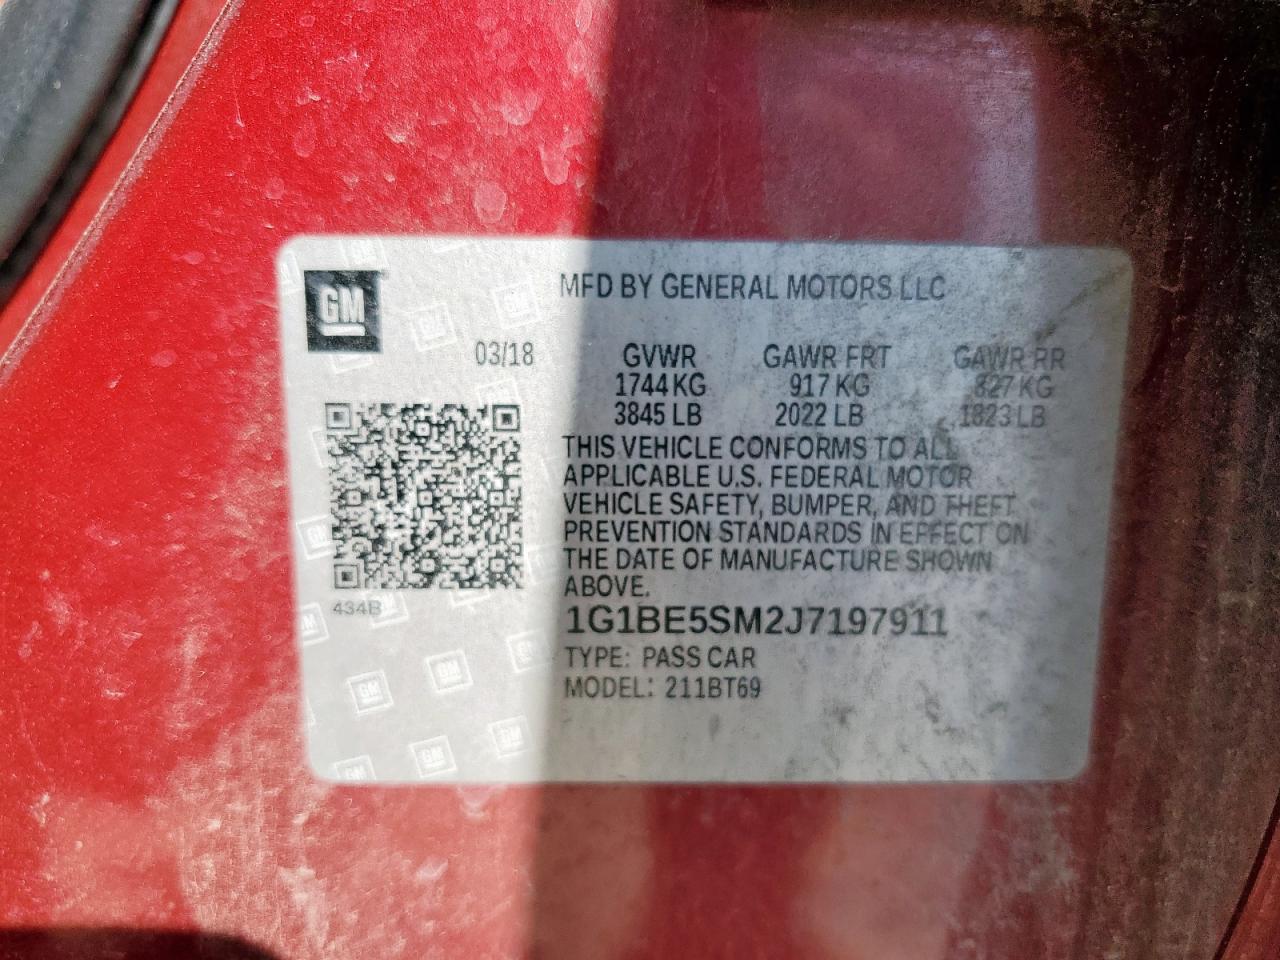 GM
MFD BY GENERAL MOTORS LLC
03/18
GVWR GAWR FRT GAWR RR
1744 KG 917 KG 827 KG
3845 LB 2022 LB 1823 LB
THIS VEHICLE CONFORMS TO ALL
APPLICABLE U.S. FEDERAL MOTOR
VEHICLE SAFETY, BUMPER, AND THEFT
PREVENTION STANDARDS IN EFFECT ON
THE DATE OF MANUFACTURE SHOWN
ABOVE.
434B
1G1BE5SM2J7197911
TYPE: PASS CAR
MODEL: 211BT69